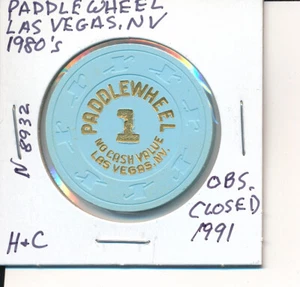 PADDLEWHEEL
LAS VEGAS, NV
1980's
N 8932
PADDLEWHEEL
1
NO CASH VALUE
LAS VEGAS, NV.
OBS.
CLOSED
1991
H+C